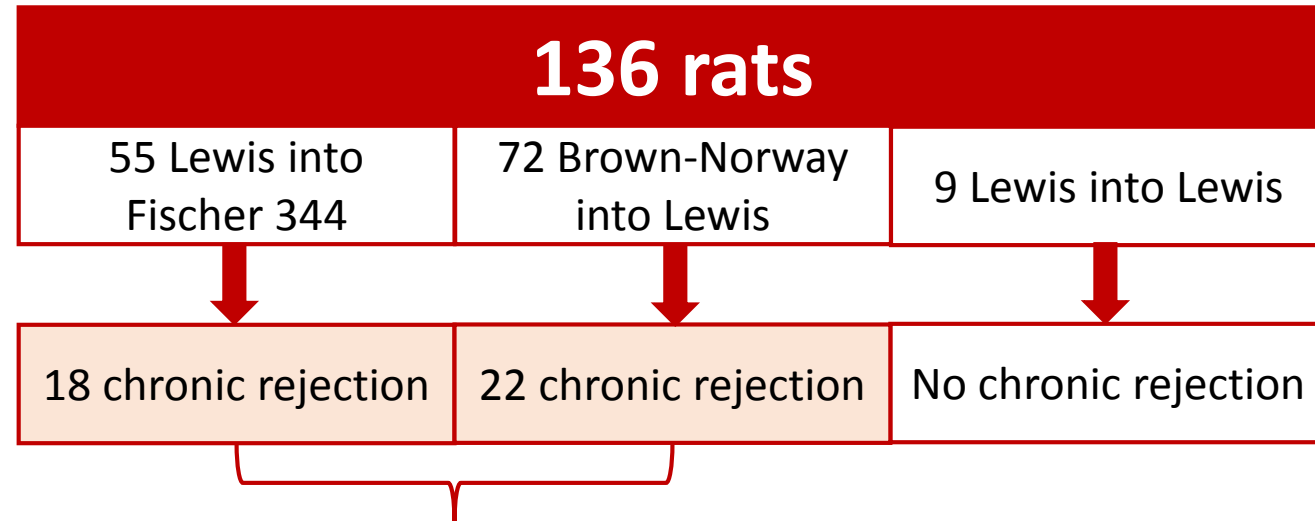 136 rats
55 Lewis into
Fischer 344
72 Brown-Norway
into Lewis
9 Lewis into Lewis
18 chronic rejection
22 chronic rejection
No chronic rejection